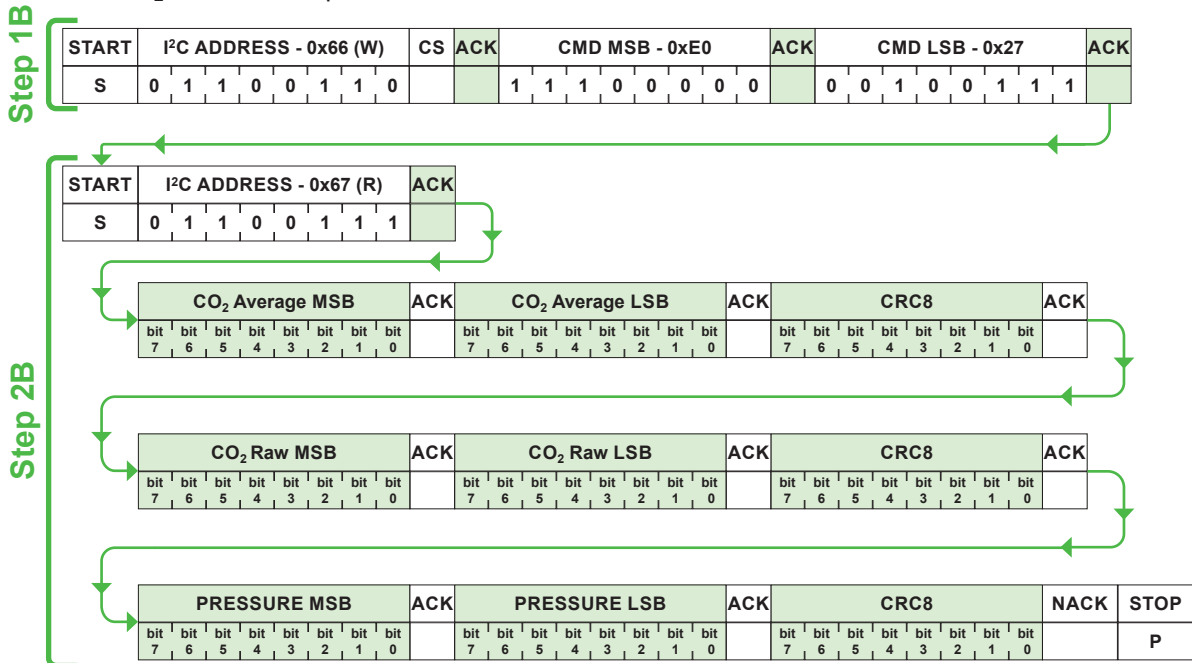 Step 1B
START I²C ADDRESS - 0x66 (W) CS ACK CMD MSB - 0xE0 ACK CMD LSB - 0x27 ACK
S 0 1 1 0 0 1 1 0 1 1 1 0 0 0 0 0 0 0 1 0 0 1 1 1
Step 2B
START I²C ADDRESS - 0x67 (R) ACK
S 0 1 1 0 0 1 1 1
CO₂ Average MSB ACK CO₂ Average LSB ACK CRC8 ACK
bit bit bit bit bit bit bit bit bit bit bit bit bit bit bit bit bit bit bit bit bit bit bit bit
7 6 5 4 3 2 1 0 7 6 5 4 3 2 1 0 7 6 5 4 3 2 1 0
CO₂ Raw MSB ACK CO₂ Raw LSB ACK CRC8 ACK
bit bit bit bit bit bit bit bit bit bit bit bit bit bit bit bit bit bit bit bit bit bit bit bit
7 6 5 4 3 2 1 0 7 6 5 4 3 2 1 0 7 6 5 4 3 2 1 0
PRESSURE MSB ACK PRESSURE LSB ACK CRC8 NACK STOP
bit bit bit bit bit bit bit bit bit bit bit bit bit bit bit bit bit bit bit bit bit bit bit bit
7 6 5 4 3 2 1 0 7 6 5 4 3 2 1 0 7 6 5 4 3 2 1 0 P